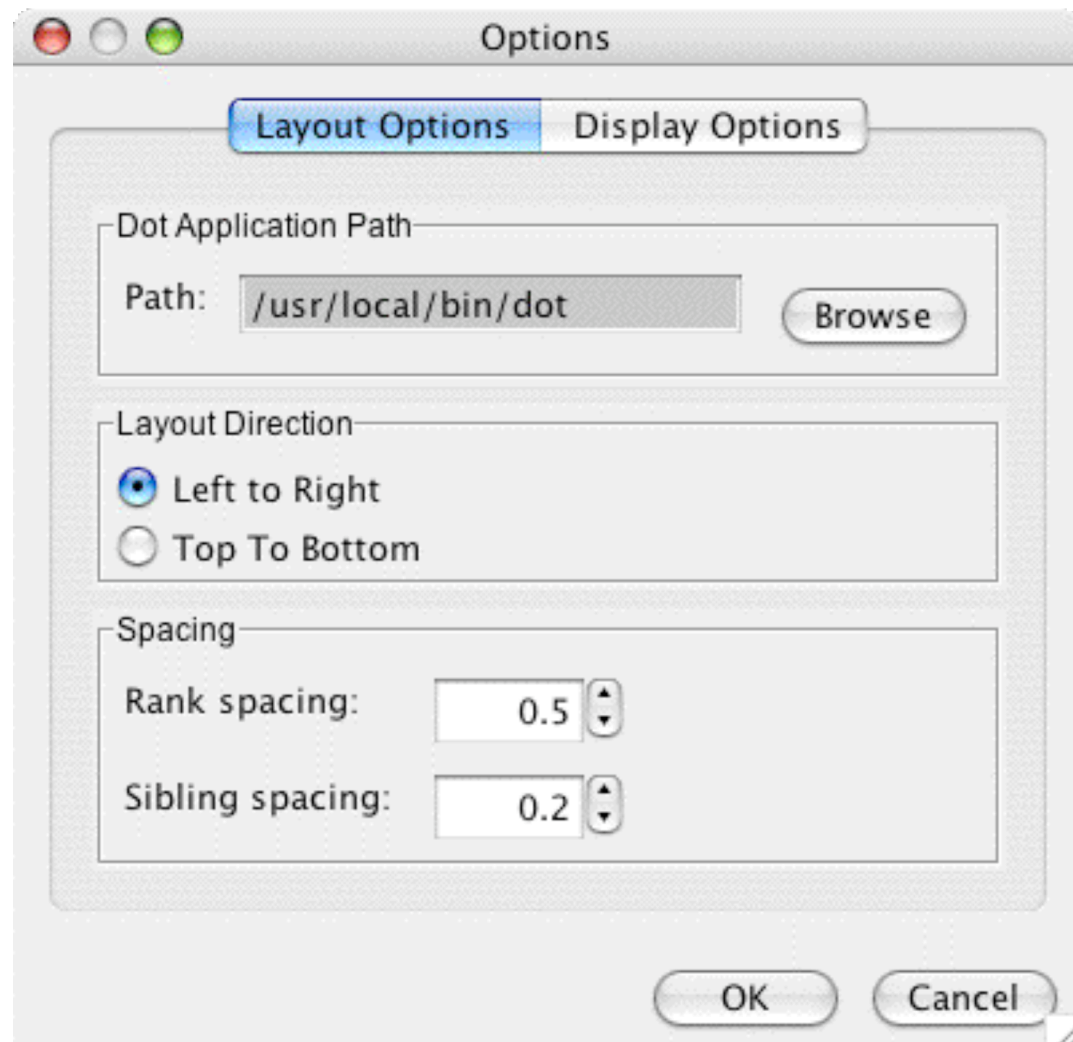 Options
Layout Options Display Options
Dot Application Path
Path: /usr/local/bin/dot Browse
Layout Direction
Left to Right
Top To Bottom
Spacing
Rank spacing: 0.5
Sibling spacing: 0.2
OK Cancel